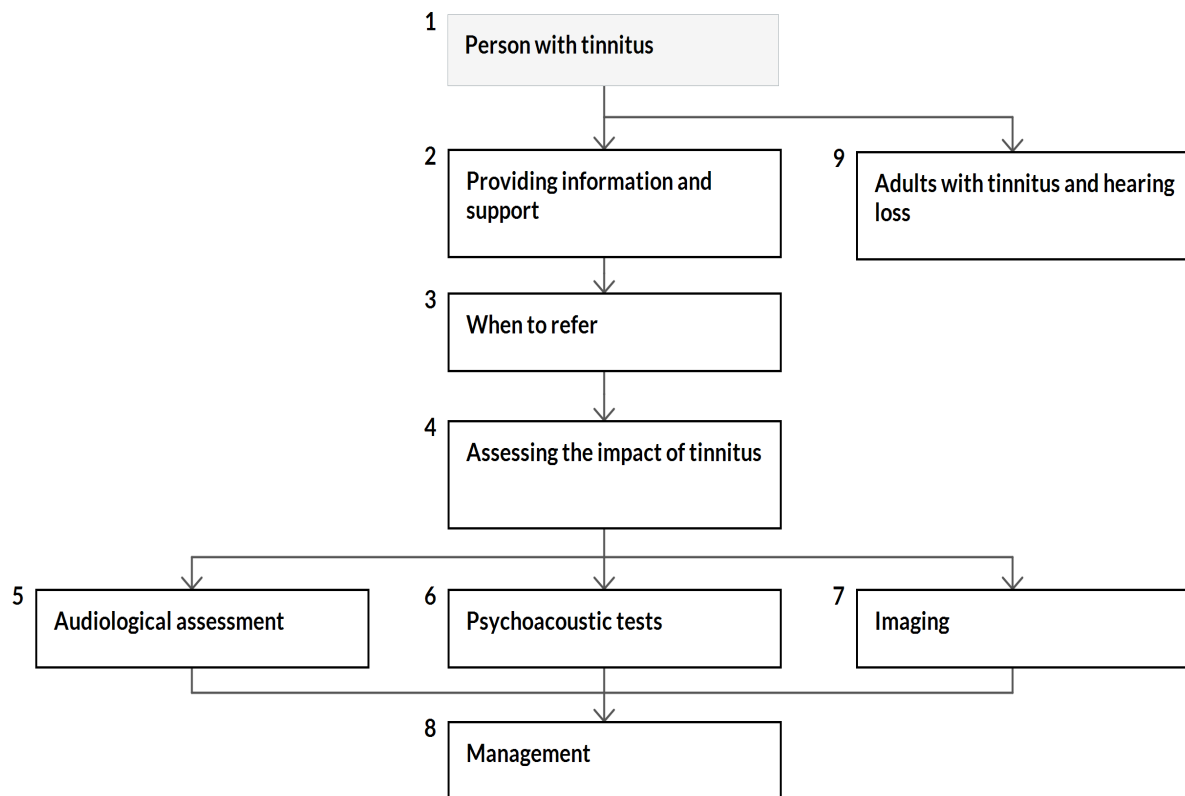 1
Person with tinnitus
2
Providing information and
support
9
Adults with tinnitus and hearing
loss
3
When to refer
4
Assessing the impact of tinnitus
5
Audiological assessment
6
Psychoacoustic tests
7
Imaging
8
Management